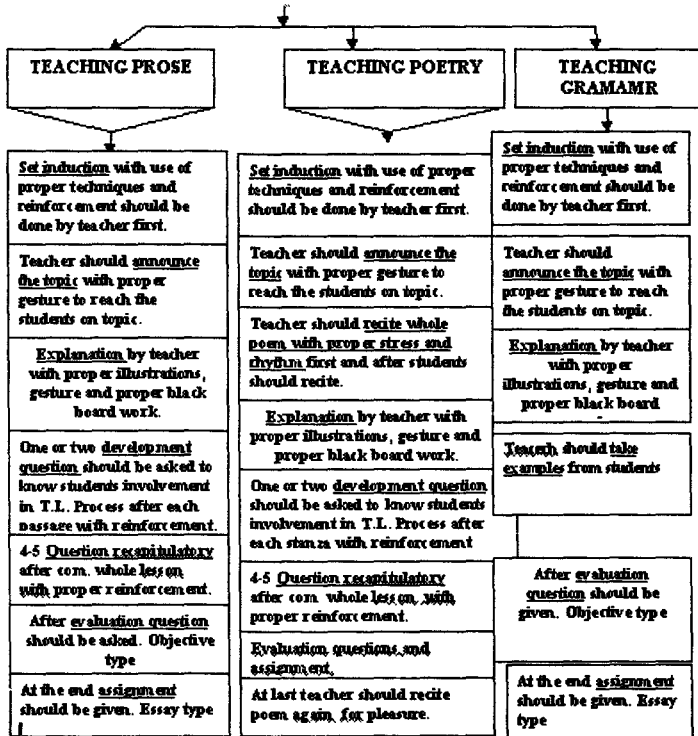 TEACHING PROSE
Set induction with use of
proper techniques and
reinforcement should be
done by teacher first.
Teacher should announce
the topic with proper
gesture to reach the
students on topic.
Explanation by teacher
with proper illustrations,
gesture and proper black
board work.
One or two development
question should be asked to
know students involvement
in T.L. Process after each
passage with reinforcement.
4-5 Question recapitulatory
after com. whole lesson
with proper reinforcement.
After evaluation question
should be asked. Objective
type
At the end assignment
should be given. Essay type
TEACHING POETRY
Set induction with use of proper
techniques and reinforcement
should be done by teacher first.
Teacher should announce the
topic with proper gesture to
reach the students on topic.
Teacher should recite whole
poem with proper stress and
rhythm first and after students
should recite.
Explanation by teacher with
proper illustrations, gesture and
proper black board work.
One or two development question
should be asked to know students
involvement in T.L. Process after
each stanza with reinforcement
4-5 Question recapitulatory
after com whole lesson with
proper reinforcement.
Evaluation questions and
assignment.
At last teacher should recite
poem again for pleasure.
TEACHING
GRAMAMR
Set induction with use of
proper techniques and
reinforcement should be
done by teacher first.
Teacher should
announce the topic with
proper gesture to reach
the students on topic.
Explanation by teacher
with proper
illustrations, gesture and
proper black board
should take
examples from students
After evaluation
question should be
given. Objective type
At the end assignment
should be given. Essay
type